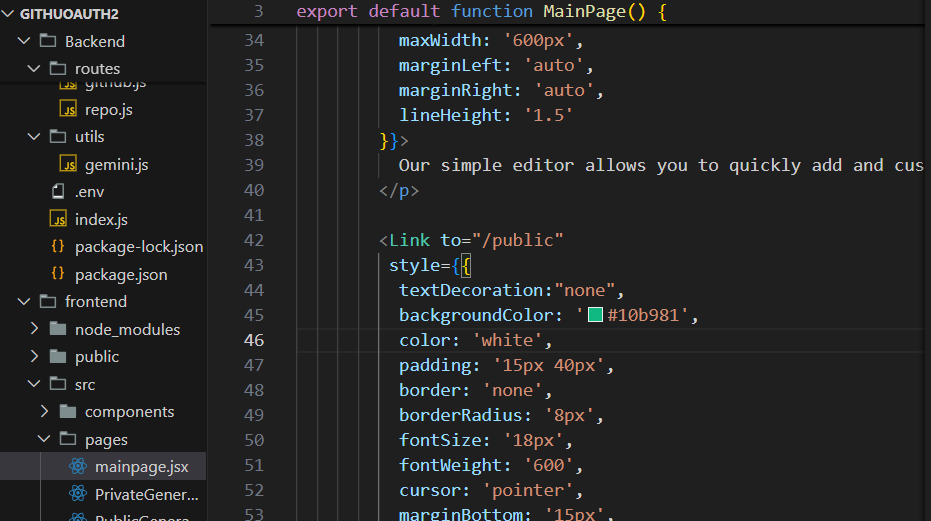 GITHUOAUTH2
Backend
routes
github.js
repo.js
utils
gemini.js
.env
index.js
package-lock.json
package.json
frontend
node_modules
public
src
components
pages
mainpage.jsx
PrivateGener...
PublicGenera
3 export default function MainPage() {
34 maxWidth: '600px',
35 marginLeft: 'auto',
36 marginRight: 'auto',
37 lineHeight: '1.5'
38 }}>
39 Our simple editor allows you to quickly add and cus
40 </p>
41
42 <Link to="/public"
43 style={{
44 textDecoration:"none",
45 backgroundColor: '#10b981',
46 color: 'white',
47 padding: '15px 40px',
48 border: 'none',
49 borderRadius: '8px',
50 fontSize: '18px',
51 fontWeight: '600',
52 cursor: 'pointer',
53 marginBottom: '15px',